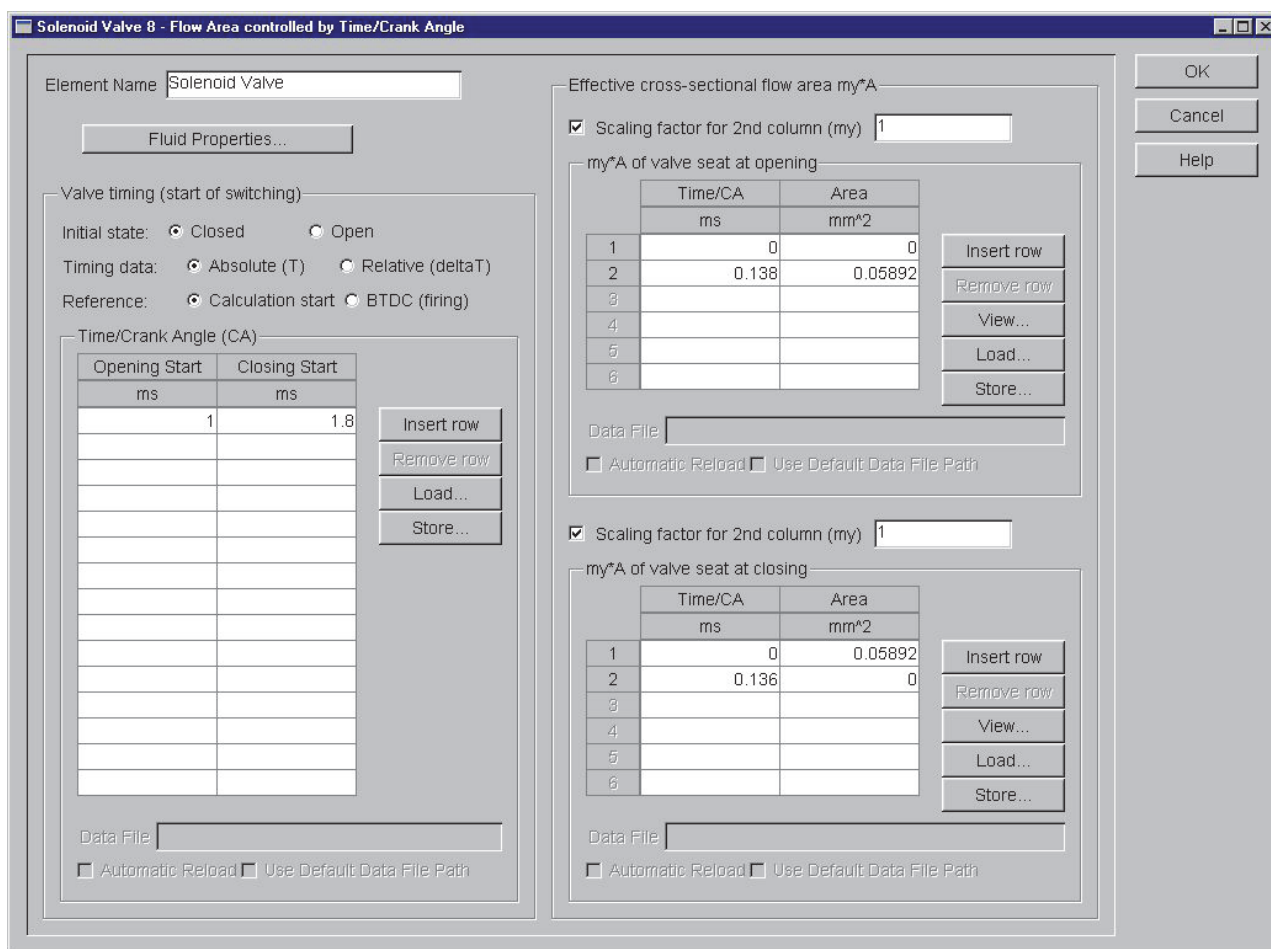 Solenoid Valve 8 - Flow Area controlled by Time/Crank Angle
Element Name Solenoid Valve
Fluid Properties...
Valve timing (start of switching)
Initial state: Closed Open
Timing data: Absolute (T) Relative (deltaT)
Reference: Calculation start BTDC (firing)
Time/Crank Angle (CA)
Opening Start Closing Start
ms ms
1 1.8
Insert row
Remove row
Load...
Store...
Data File
Automatic Reload Use Default Data File Path
Effective cross-sectional flow area my*A
Scaling factor for 2nd column (my) 1
my*A of valve seat at opening
Time/CA Area
ms mm^2
1 0 0
2 0.138 0.05892
3
4
5
6
Insert row
Remove row
View...
Load...
Store...
Data File
Automatic Reload Use Default Data File Path
Scaling factor for 2nd column (my) 1
my*A of valve seat at closing
Time/CA Area
ms mm^2
1 0 0.05892
2 0.136 0
3
4
5
6
Insert row
Remove row
View...
Load...
Store...
Data File
Automatic Reload Use Default Data File Path
OK
Cancel
Help